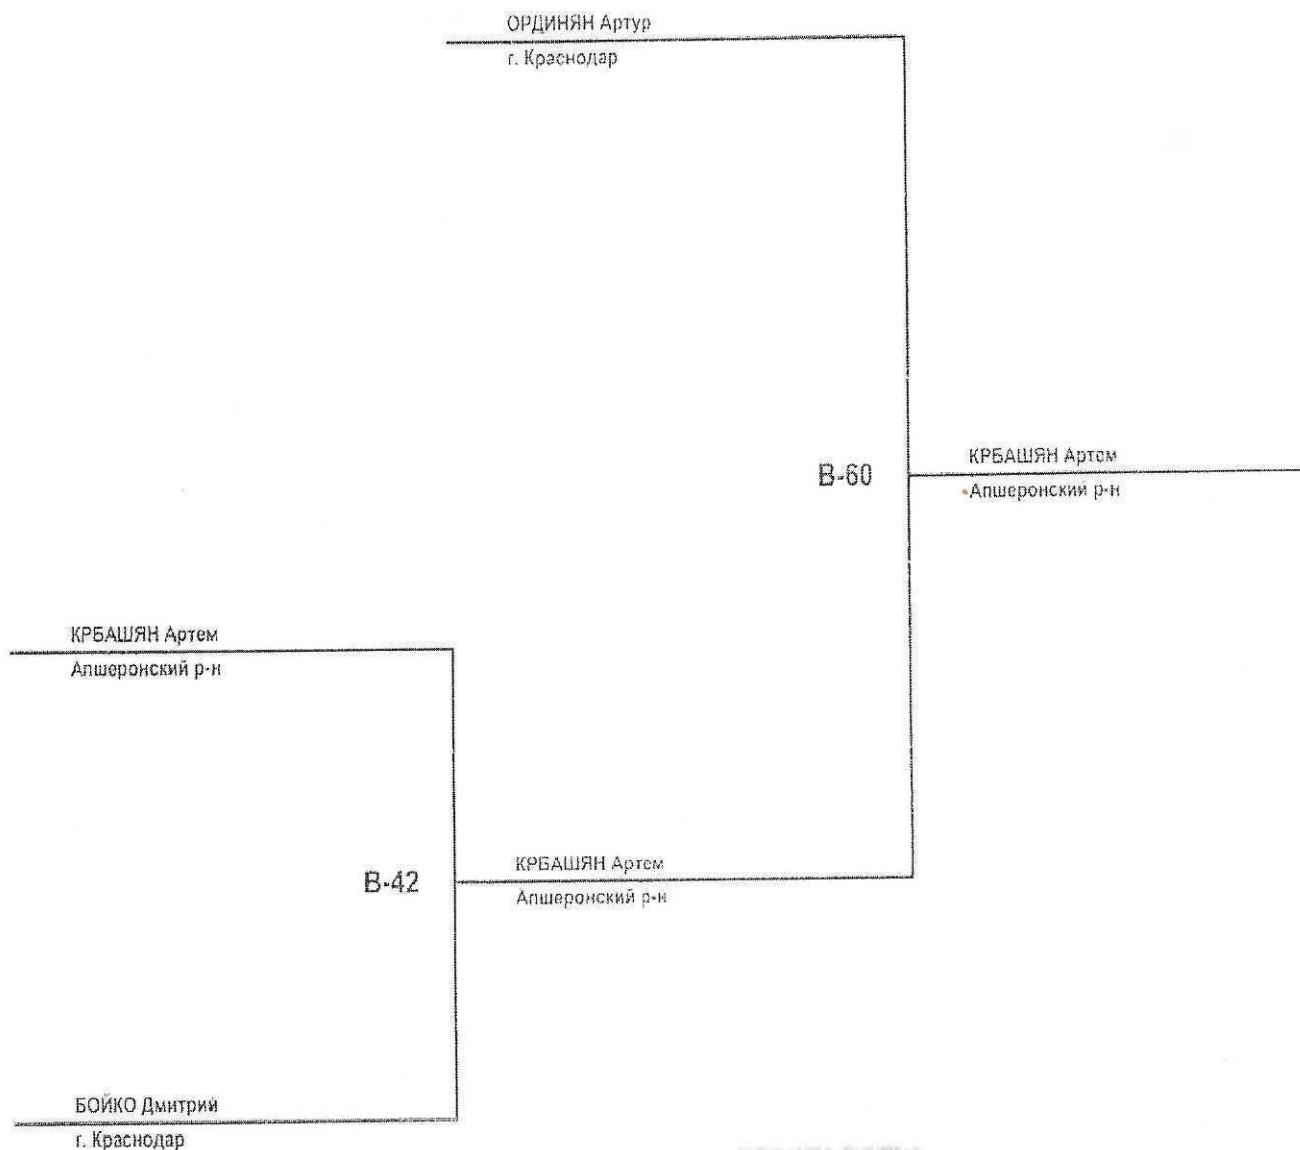 ОРДИНЯН Артур
г. Краснодар
В-60
КРБАШЯН Артем
Апшеронский р-н
КРБАШЯН Артем
Апшеронский р-н
В-42
КРБАШЯН Артем
Апшеронский р-н
БОЙКО Дмитрий
г. Краснодар